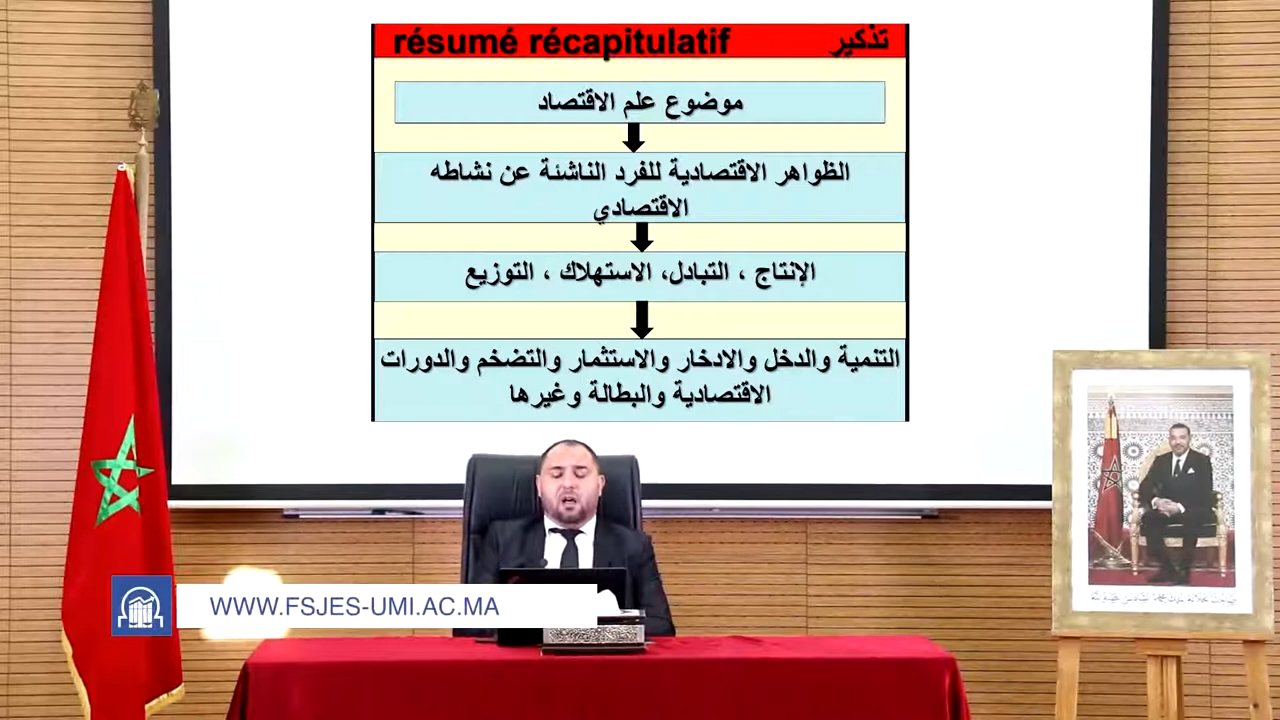 résumé récapitulatif تذكير
موضوع علم الاقتصاد
الظواهر الاقتصادية للفرد الناشئة عن نشاطه
الاقتصادي
الإنتاج ، التبادل، الاستهلاك ، التوزيع
التنمية والدخل والادخار والاستثمار والتضخم والدورات
الاقتصادية والبطالة وغيرها
WWW.FSJES-UMI.AC.MA